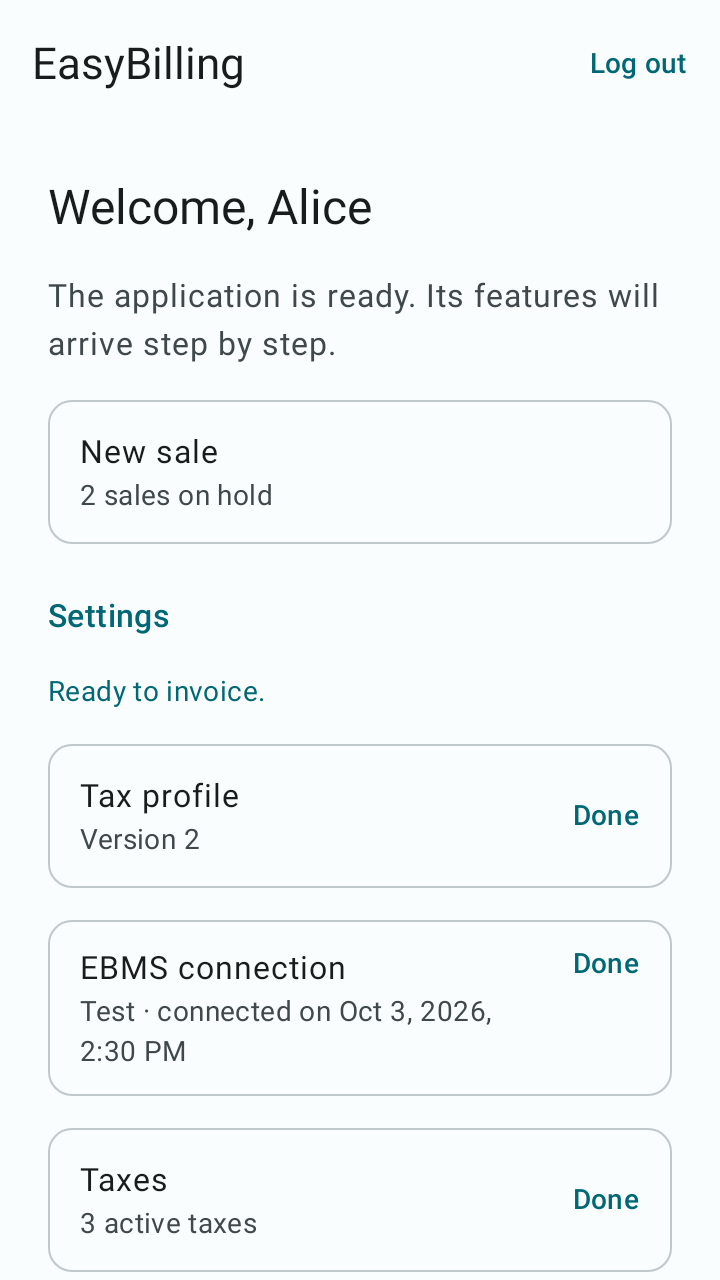 EasyBilling
Log out
Welcome, Alice
The application is ready. Its features will
arrive step by step.
New sale
2 sales on hold
Settings
Ready to invoice.
Tax profile
Version 2
Done
EBMS connection
Done
Test · connected on Oct 3, 2026,
2:30 PM
Taxes
3 active taxes
Done